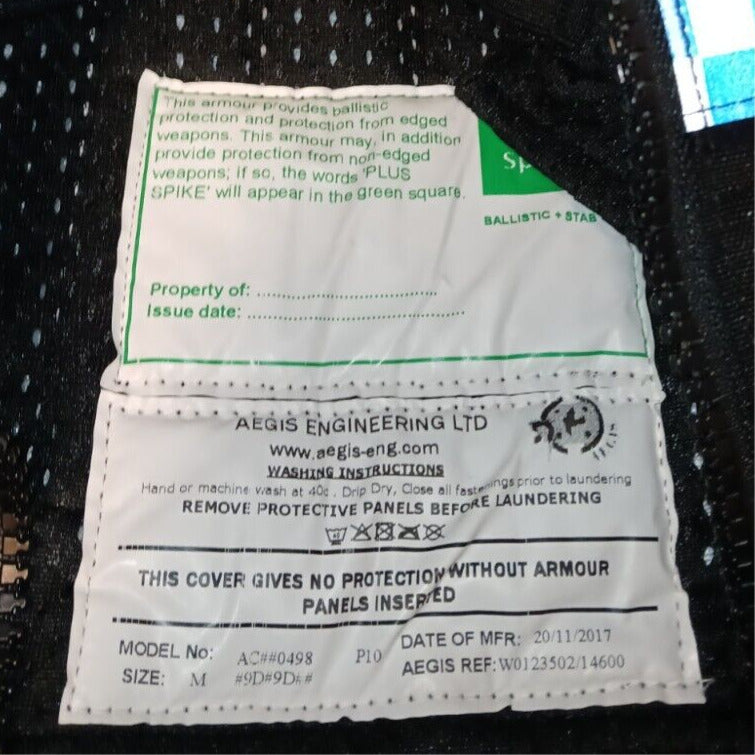 This armour provides ballistic
protection and protection from edged
weapons. This armour may, in addition
provide protection from non-edged
weapons; if so, the words 'PLUS
SPIKE' will appear in the green square.
BALLISTIC + STAB
Property of: ........................................
Issue date: ................................................
AEGIS ENGINEERING LTD
www.aegis-eng.com
WASHING INSTRUCTIONS
Hand or machine wash at 40c . Drip Dry, Close all fastenings prior to laundering
REMOVE PROTECTIVE PANELS BEFORE LAUNDERING
THIS COVER GIVES NO PROTECTION WITHOUT ARMOUR
PANELS INSERTED
MODEL No: AC##0498 P10 DATE OF MFR: 20/11/2017
SIZE: M #9D#9D## AEGIS REF: W0123502/14600